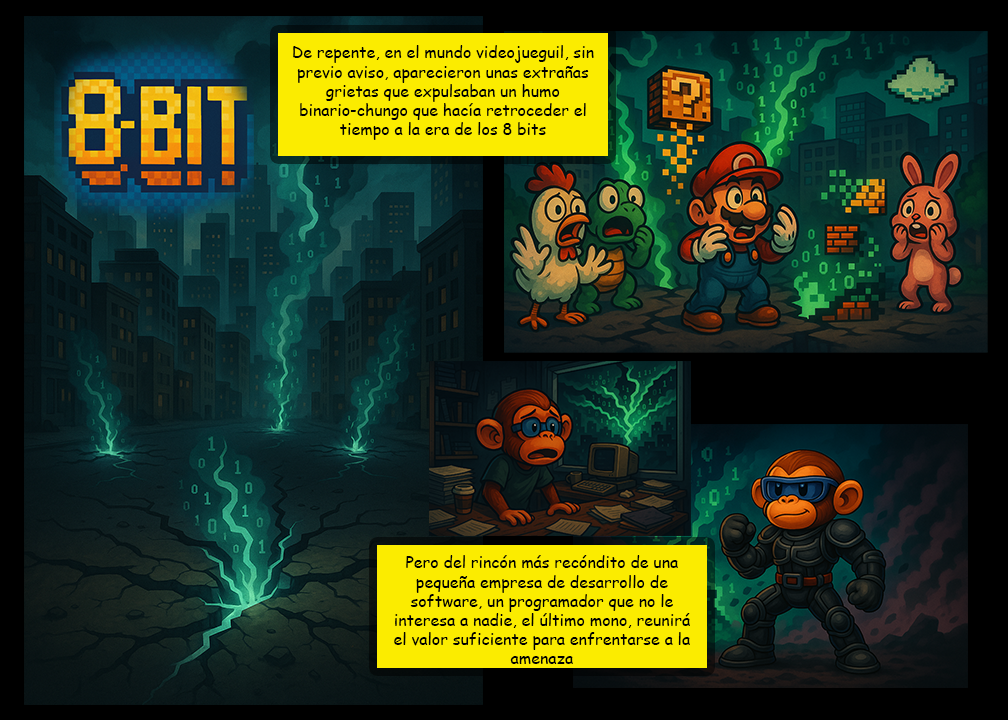 8-BIT
De repente, en el mundo videojueguil, sin
previo aviso, aparecieron unas extrañas
grietas que expulsaban un humo
binario-chungo que hacía retroceder el
tiempo a la era de los 8 bits
?
M
Pero del rincón más recóndito de una
pequeña empresa de desarrollo de
software, un programador que no le
interesa a nadie, el último mono, reunirá
el valor suficiente para enfrentarse a la
amenaza